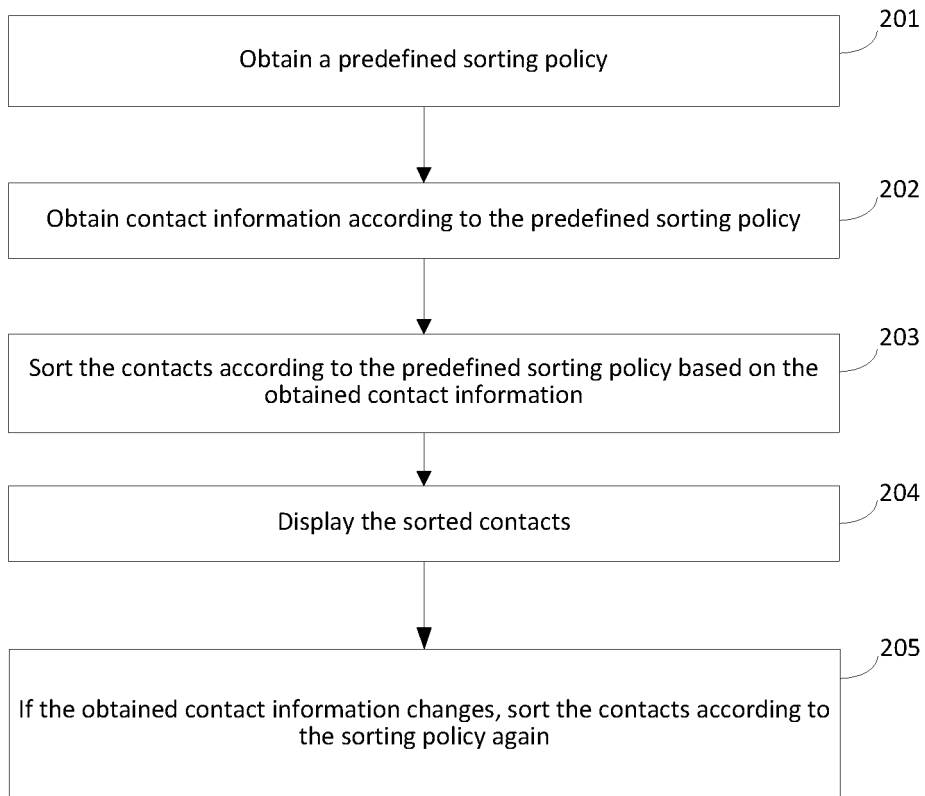 201
Obtain a predefined sorting policy
202
Obtain contact information according to the predefined sorting policy
203
Sort the contacts according to the predefined sorting policy based on the
obtained contact information
204
Display the sorted contacts
205
If the obtained contact information changes, sort the contacts according to
the sorting policy again